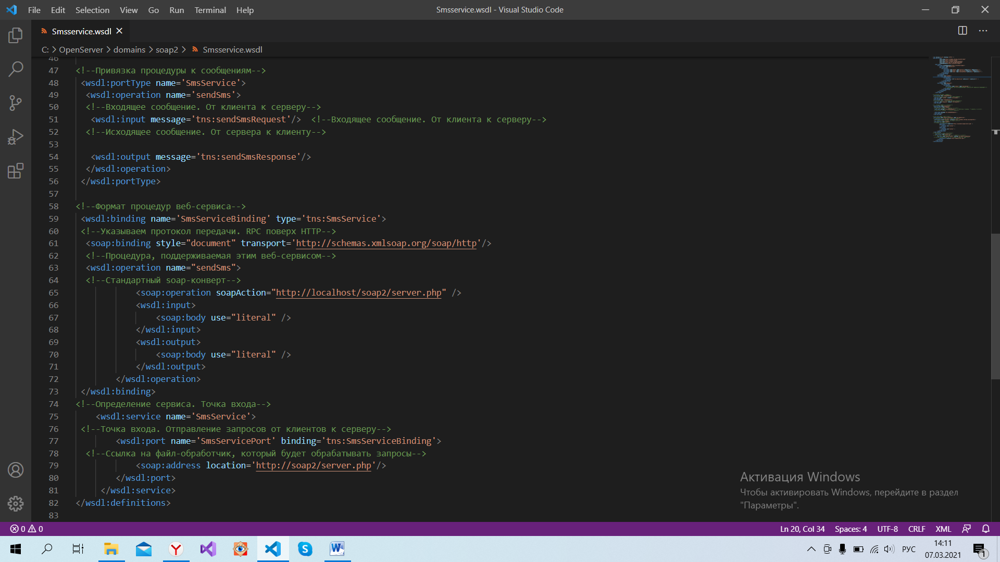 File Edit Selection View Go Run Terminal Help
Smsservice.wsdl - Visual Studio Code
Smsservice.wsdl
C: > OpenServer > domains > soap2 > Smsservice.wsdl
46
47 <!--Привязка процедуры к сообщениям-->
48 <wsdl:portType name='SmsService'>
49 <wsdl:operation name='sendSms'>
50 <!--Входящее сообщение. От клиента к серверу-->
51 <wsdl:input message='tns:sendSmsRequest'/> <!--Входящее сообщение. От клиента к серверу-->
52 <!--Исходящее сообщение. От сервера к клиенту-->
53
54 <wsdl:output message='tns:sendSmsResponse'/>
55 </wsdl:operation>
56 </wsdl:portType>
57
58 <!--Формат процедур веб-сервиса-->
59 <wsdl:binding name='SmsServiceBinding' type='tns:SmsService'>
60 <!--Указываем протокол передачи. RPC поверх HTTP-->
61 <soap:binding style="document" transport='http://schemas.xmlsoap.org/soap/http'/>
62 <!--Процедура, поддерживаемая этим веб-сервисом-->
63 <wsdl:operation name="sendSms">
64 <!--Стандартный soap-конверт-->
65 <soap:operation soapAction="http://localhost/soap2/server.php" />
66 <wsdl:input>
67 <soap:body use="literal" />
68 </wsdl:input>
69 <wsdl:output>
70 <soap:body use="literal" />
71 </wsdl:output>
72 </wsdl:operation>
73 </wsdl:binding>
74 <!--Определение сервиса. Точка входа-->
75 <wsdl:service name='SmsService'>
76 <!--Точка входа. Отправление запросов от клиентов к серверу-->
77 <wsdl:port name='SmsServicePort' binding='tns:SmsServiceBinding'>
78 <!--Ссылка на файл-обработчик, который будет обрабатывать запросы-->
79 <soap:address location='http://soap2/server.php'/>
80 </wsdl:port>
81 </wsdl:service>
82 </wsdl:definitions>
83
Активация Windows
Чтобы активировать Windows, перейдите в раздел
"Параметры".
0 0
Ln 20, Col 34 Spaces: 4 UTF-8 CRLF XML
РУС
14:11
07.03.2021
1